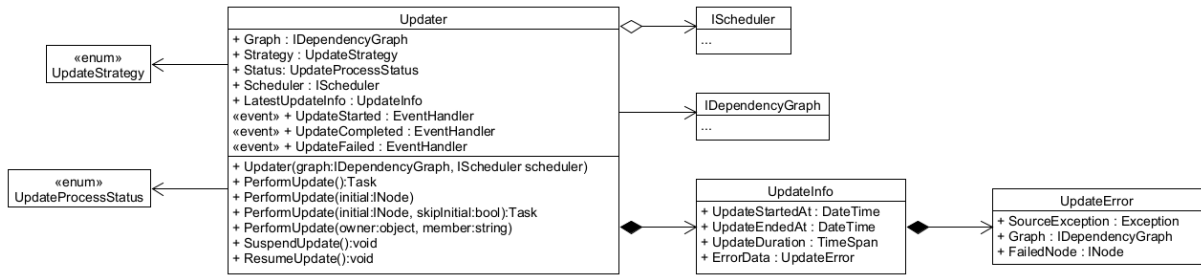 Updater
+ Graph : IDependencyGraph
+ Strategy : UpdateStrategy
+ Status: UpdateProcessStatus
+ Scheduler : IScheduler
+ LatestUpdateInfo : UpdateInfo
«event» + UpdateStarted : EventHandler
«event» + UpdateCompleted : EventHandler
«event» + UpdateFailed : EventHandler
+ Updater(graph:IDependencyGraph, IScheduler scheduler)
+ PerformUpdate():Task
+ PerformUpdate(initial:INode)
+ PerformUpdate(initial:INode, skipInitial:bool):Task
+ PerformUpdate(owner:object, member:string)
+ SuspendUpdate():void
+ ResumeUpdate():void
«enum»
UpdateStrategy
«enum»
UpdateProcessStatus
IScheduler
...
IDependencyGraph
...
UpdateInfo
+ UpdateStartedAt : DateTime
+ UpdateEndedAt : DateTime
+ UpdateDuration : TimeSpan
+ ErrorData : UpdateError
UpdateError
+ SourceException : Exception
+ Graph : IDependencyGraph
+ FailedNode : INode